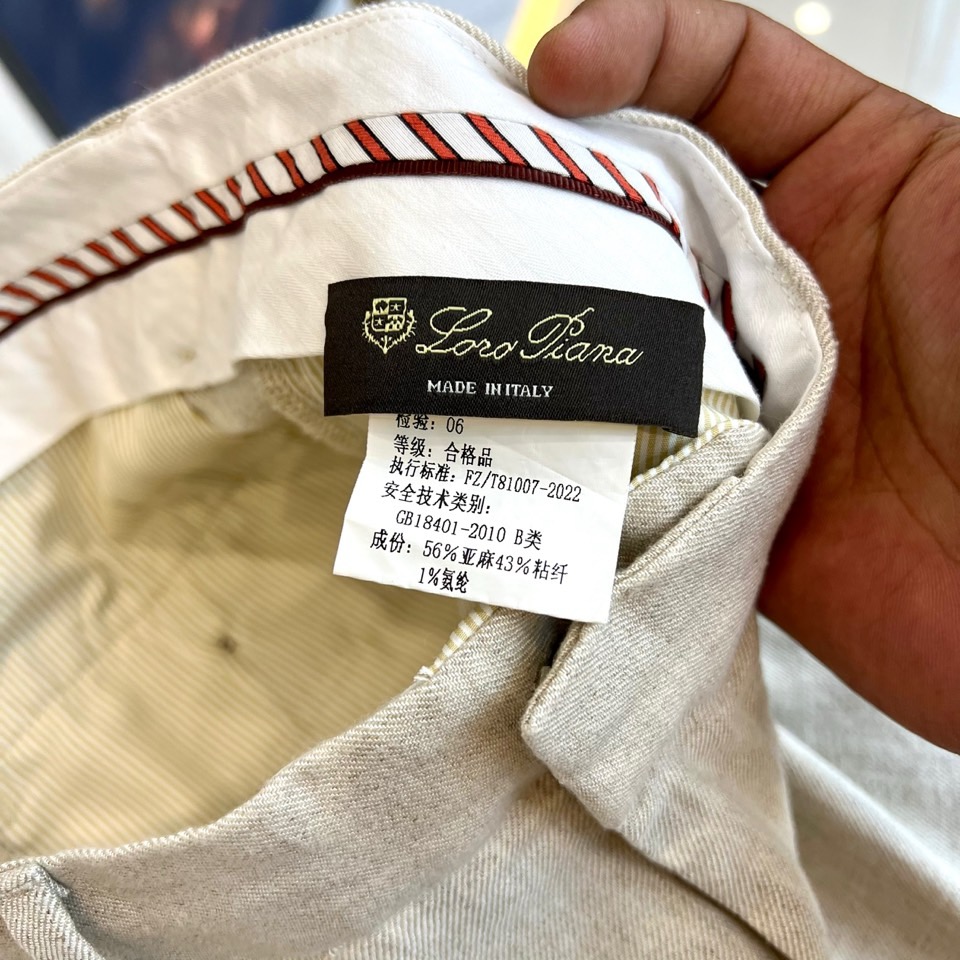 Loro Piana
MADE IN ITALY
检验: 06
等级: 合格品
执行标准: FZ/T81007-2022
安全技术类别:
GB18401-2010 B类
成份: 56%亚麻43%粘纤
1%氨纶